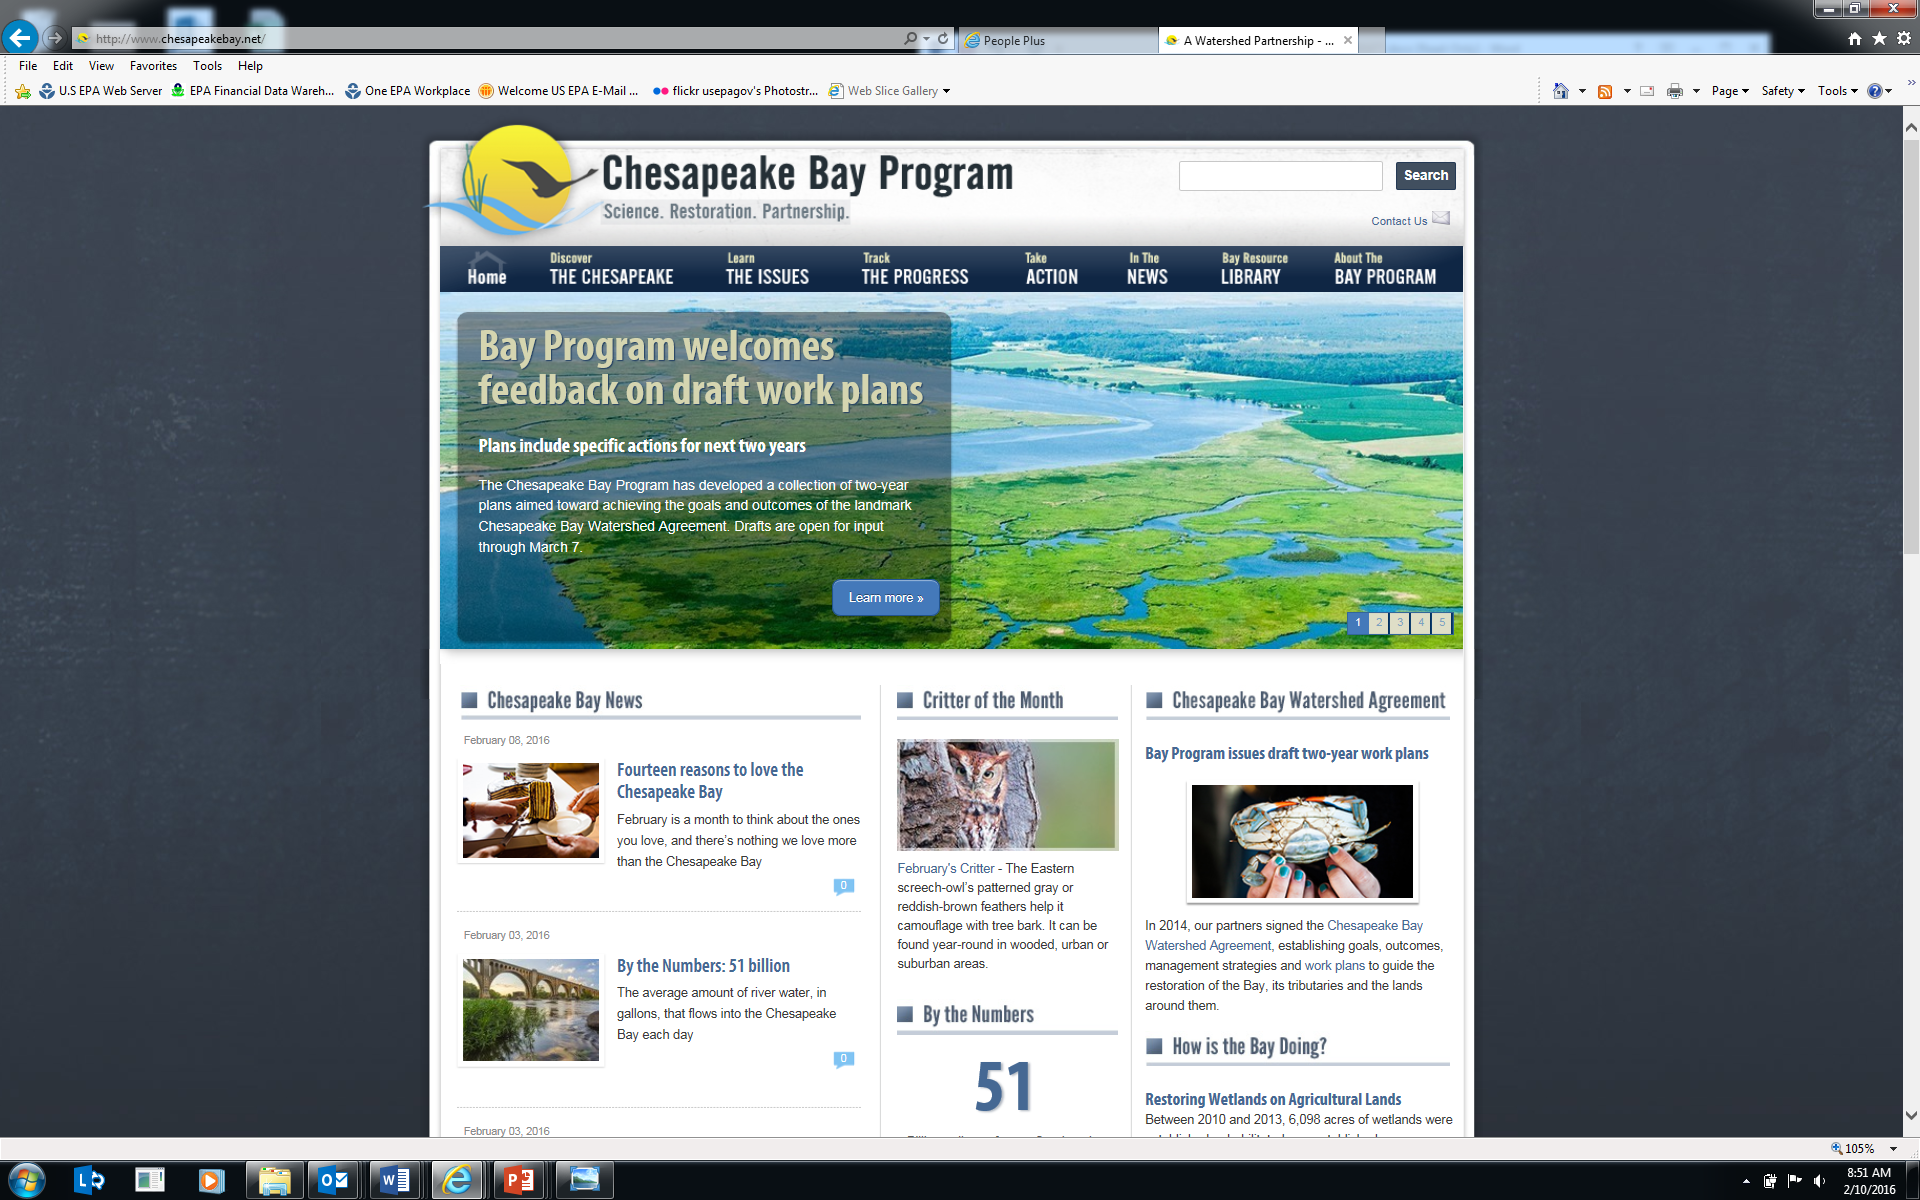 http://www.chesapeakebay.net/
People Plus
A Watershed Partnership - ...
File Edit View Favorites Tools Help
U.S EPA Web Server EPA Financial Data Wareh... One EPA Workplace Welcome US EPA E-Mail ... flickr usepagov's Photostr... Web Slice Gallery
Page Safety Tools
Chesapeake Bay Program
Science. Restoration. Partnership.
Search
Contact Us
Home
Discover
THE CHESAPEAKE
Learn
THE ISSUES
Track
THE PROGRESS
Take
ACTION
In The
NEWS
Bay Resource
LIBRARY
About The
BAY PROGRAM
Bay Program welcomes
feedback on draft work plans
Plans include specific actions for next two years
The Chesapeake Bay Program has developed a collection of two-year
plans aimed toward achieving the goals and outcomes of the landmark
Chesapeake Bay Watershed Agreement. Drafts are open for input
through March 7.
Learn more »
1 2 3 4 5
Chesapeake Bay News
February 08, 2016
Fourteen reasons to love the
Chesapeake Bay
February is a month to think about the ones
you love, and there's nothing we love more
than the Chesapeake Bay
0
February 03, 2016
By the Numbers: 51 billion
The average amount of river water, in
gallons, that flows into the Chesapeake
Bay each day
0
February 03, 2016
Critter of the Month
February's Critter - The Eastern
screech-owl's patterned gray or
reddish-brown feathers help it
camouflage with tree bark. It can be
found year-round in wooded, urban or
suburban areas.
By the Numbers
51
Chesapeake Bay Watershed Agreement
Bay Program issues draft two-year work plans
In 2014, our partners signed the Chesapeake Bay
Watershed Agreement, establishing goals, outcomes,
management strategies and work plans to guide the
restoration of the Bay, its tributaries and the lands
around them.
How is the Bay Doing?
Restoring Wetlands on Agricultural Lands
Between 2010 and 2013, 6,098 acres of wetlands were
105%
8:51 AM
2/10/2016